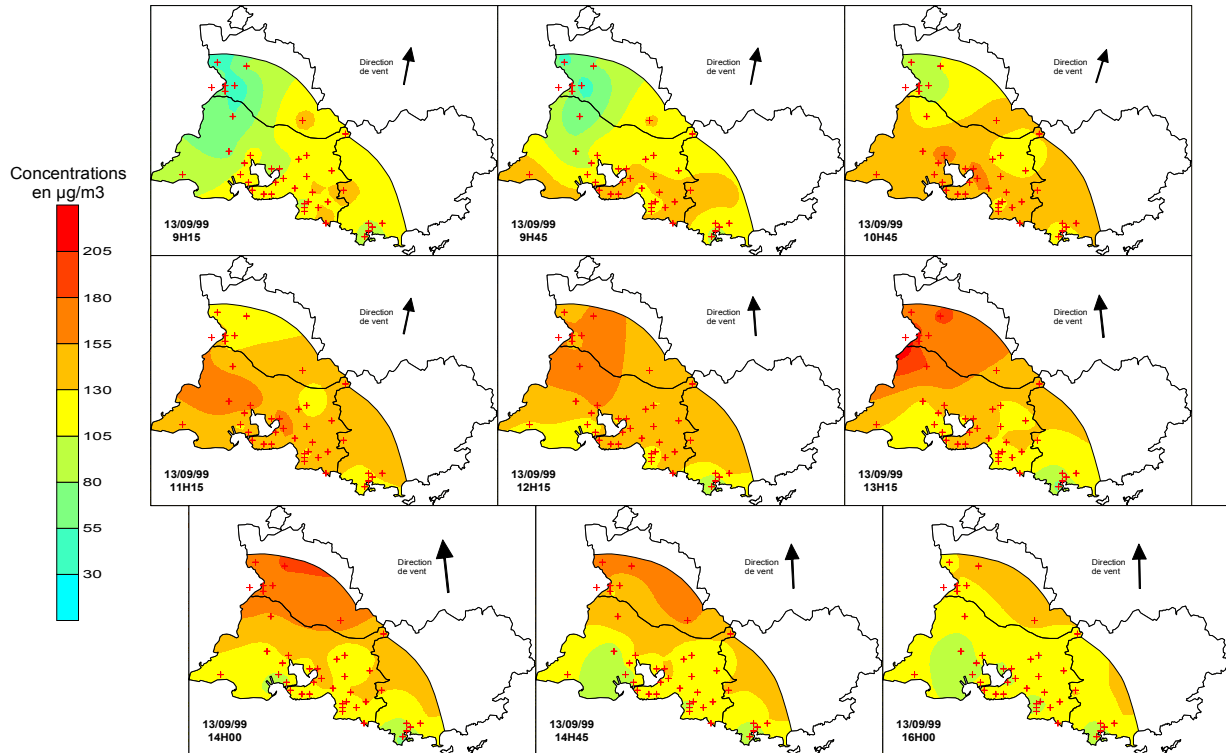 Direction
de vent
13/09/99
9H15
Direction
de vent
13/09/99
9H45
Direction
de vent
13/09/99
10H45
Concentrations
en µg/m3
205
180
155
130
105
80
55
30
Direction
de vent
13/09/99
11H15
Direction
de vent
13/09/99
12H15
Direction
de vent
13/09/99
13H15
Direction
de vent
13/09/99
14H00
Direction
de vent
13/09/99
14H45
Direction
de vent
13/09/99
16H00